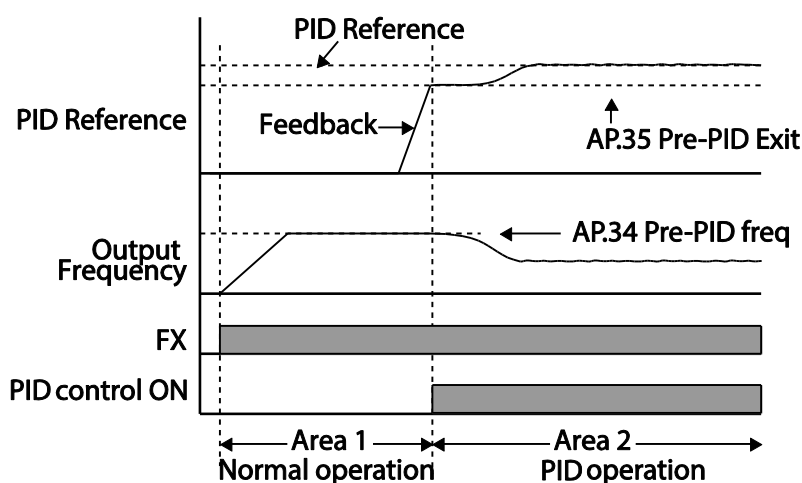 PID Reference
PID Reference
Feedback
AP.35 Pre-PID Exit
Output
Frequency
AP.34 Pre-PID freq
FX
PID control ON
Area 1
Area 2
Normal operation
PID operation